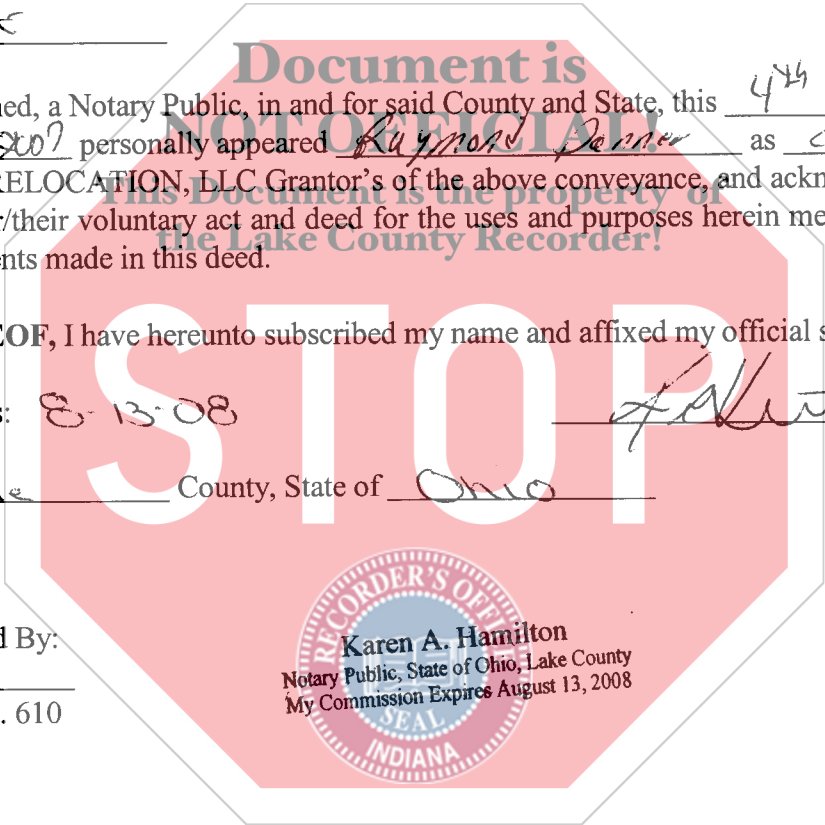 Document is
ned, a Notary Public, in and for said County and State, this 4th
NOT OFFICIAL!
2007 personally appeared Raymond as
RELOCATION, LLC Grantor's of the above conveyance, and ackn
This Document is the property of
r/their voluntary act and deed for the uses and purposes herein me
the Lake County Recorder!
nts made in this deed.
STOP
EOF, I have hereunto subscribed my name and affixed my official s
s: 8-13-08
County, State of Ohio
RECORDER'S OFFICE
d By:
Karen A. Hamilton
Notary Public, State of Ohio, Lake County
My Commission Expires August 13, 2008
. 610
SEAL
INDIANA